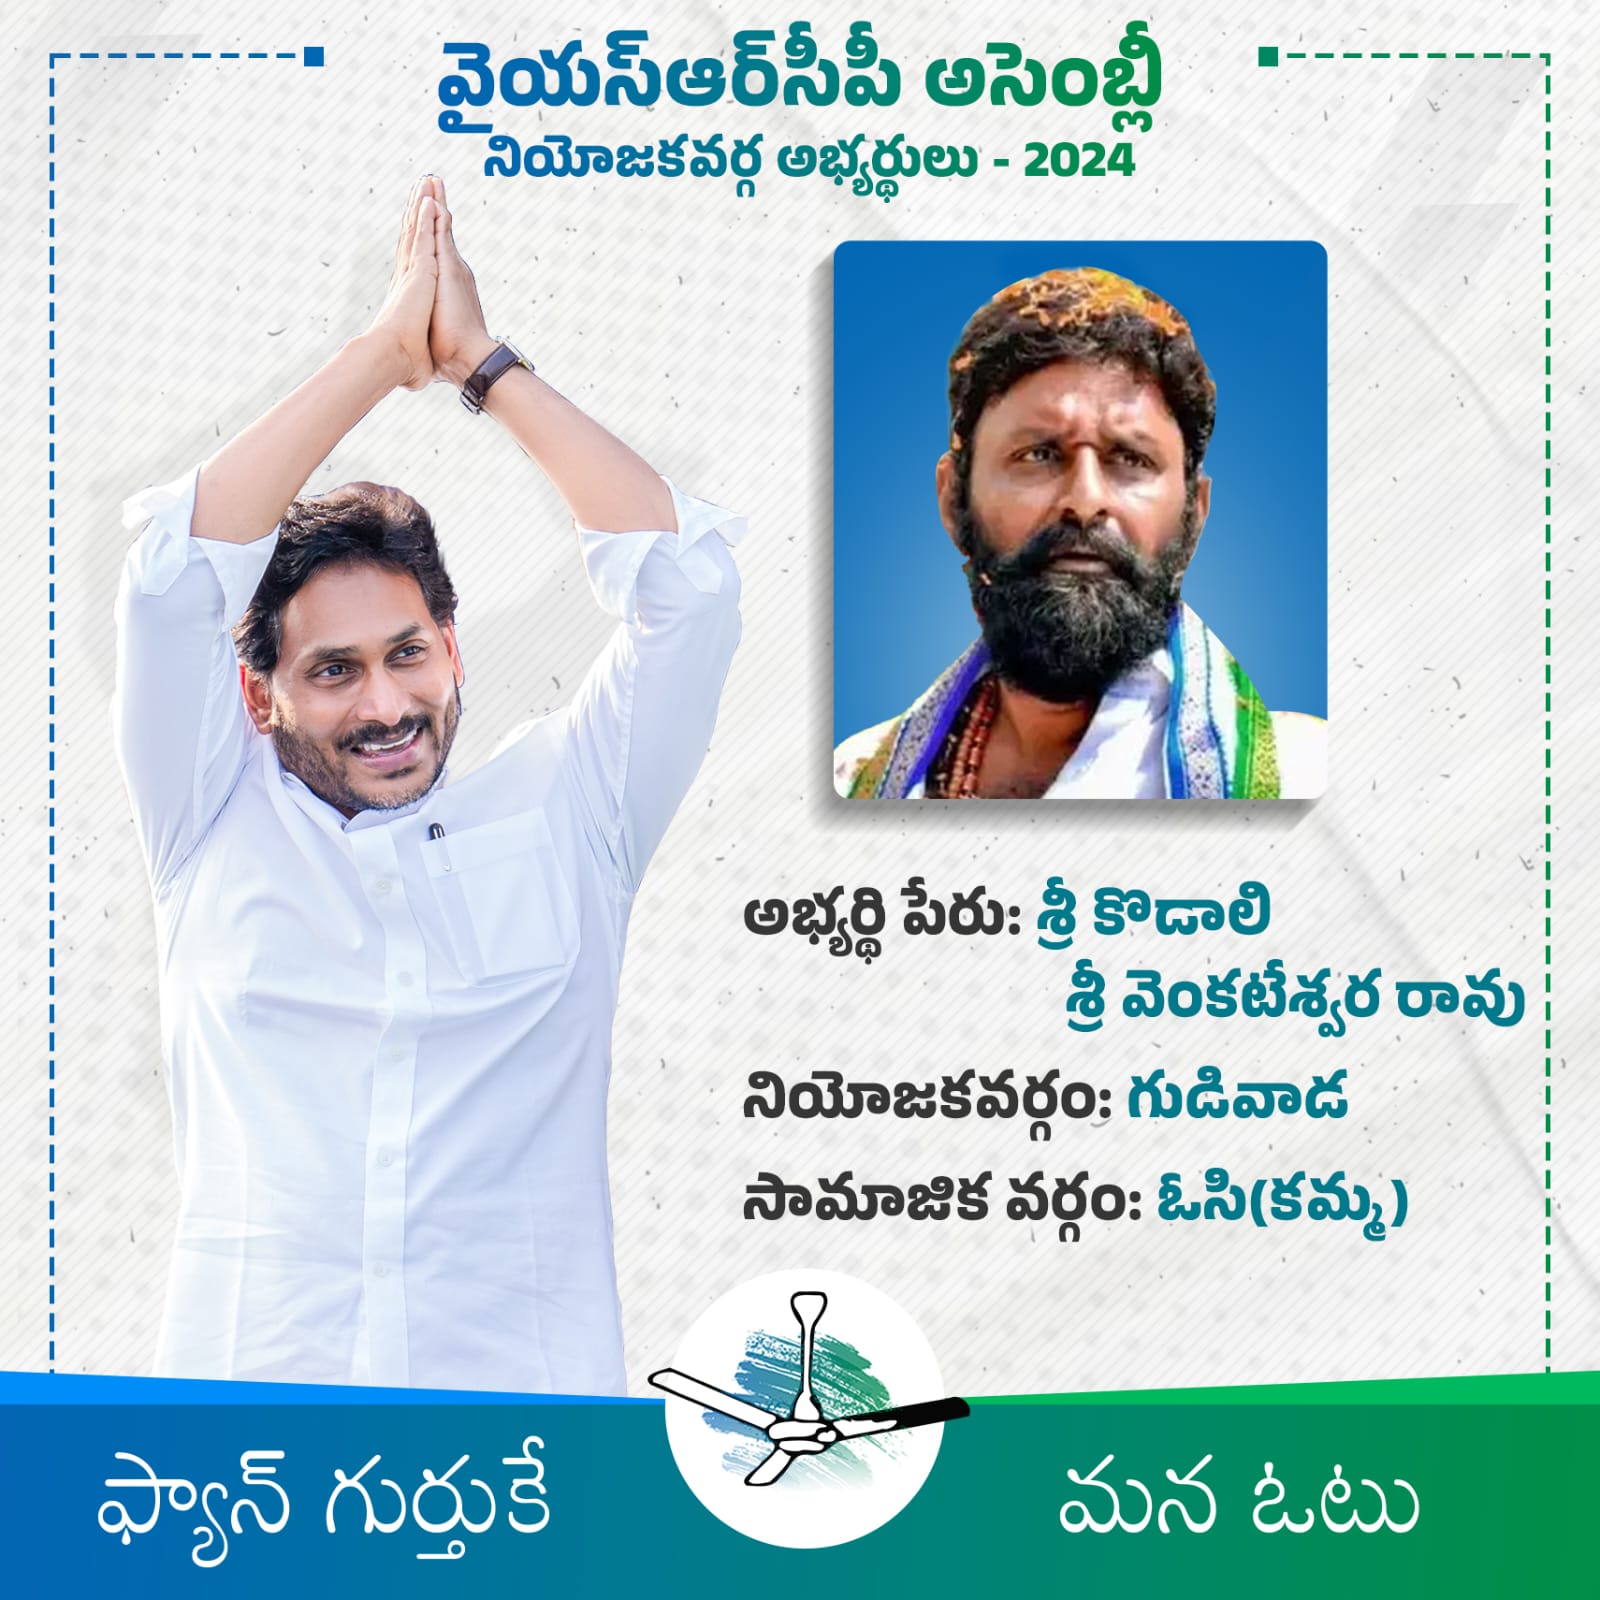 వైయస్ఆర్‌సీపీ అసెంబ్లీ
నియోజకవర్గ అభ్యర్థులు - 2024
అభ్యర్థి పేరు: శ్రీ కొడాలి
శ్రీ వెంకటేశ్వర రావు
నియోజకవర్గం: గుడివాడ
సామాజిక వర్గం: ఓసి(కమ్మ)
ఫ్యాన్ గుర్తుకే
మన ఓటు